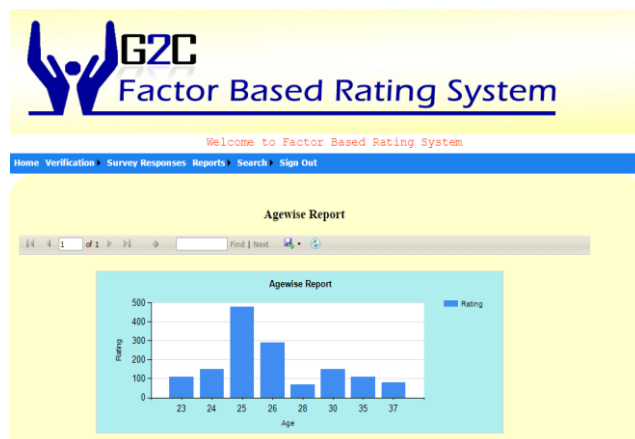 G2C
Factor Based Rating System
Welcome to Factor Based Rating System
Home Verification Survey Responses Reports Search Sign Out
Agewise Report
1 of 1 Find | Next
Agewise Report
Rating
500
400
300
200
100
0
Rating
23 24 25 26 28 30 35 37
Age